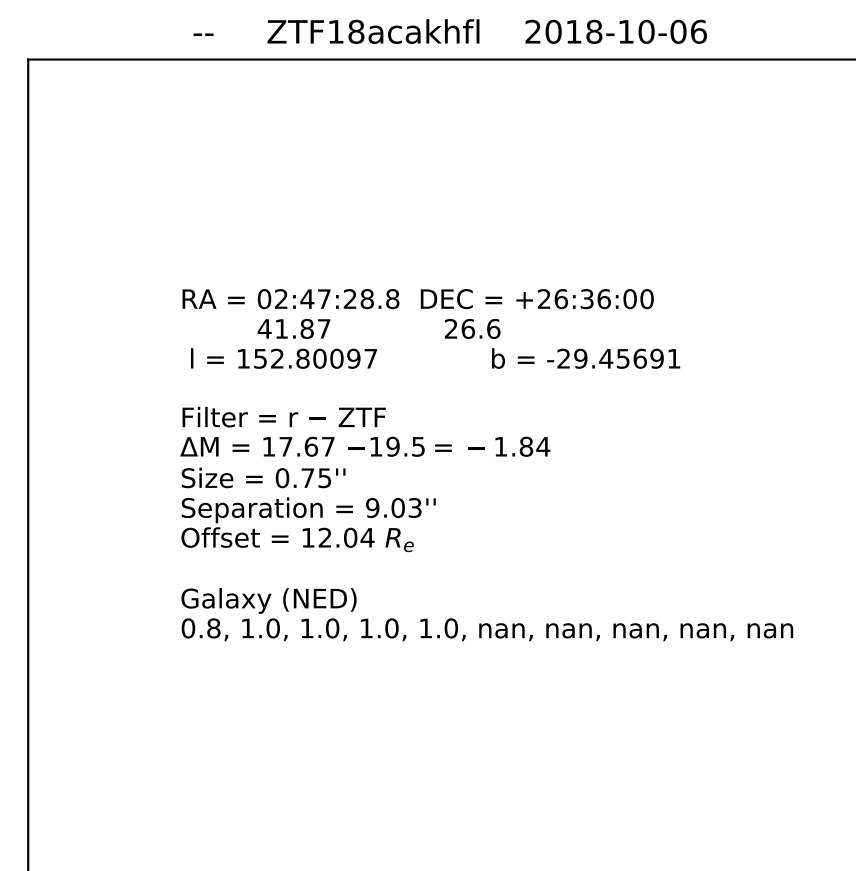 -- ZTF18acakhfl 2018-10-06
RA = 02:47:28.8 DEC = +26:36:00
41.87 26.6
l = 152.80097 b = -29.45691
Filter = r − ZTF
ΔM = 17.67 −19.5 = − 1.84
Size = 0.75''
Separation = 9.03''
Offset = 12.04 Re
Galaxy (NED)
0.8, 1.0, 1.0, 1.0, 1.0, nan, nan, nan, nan, nan